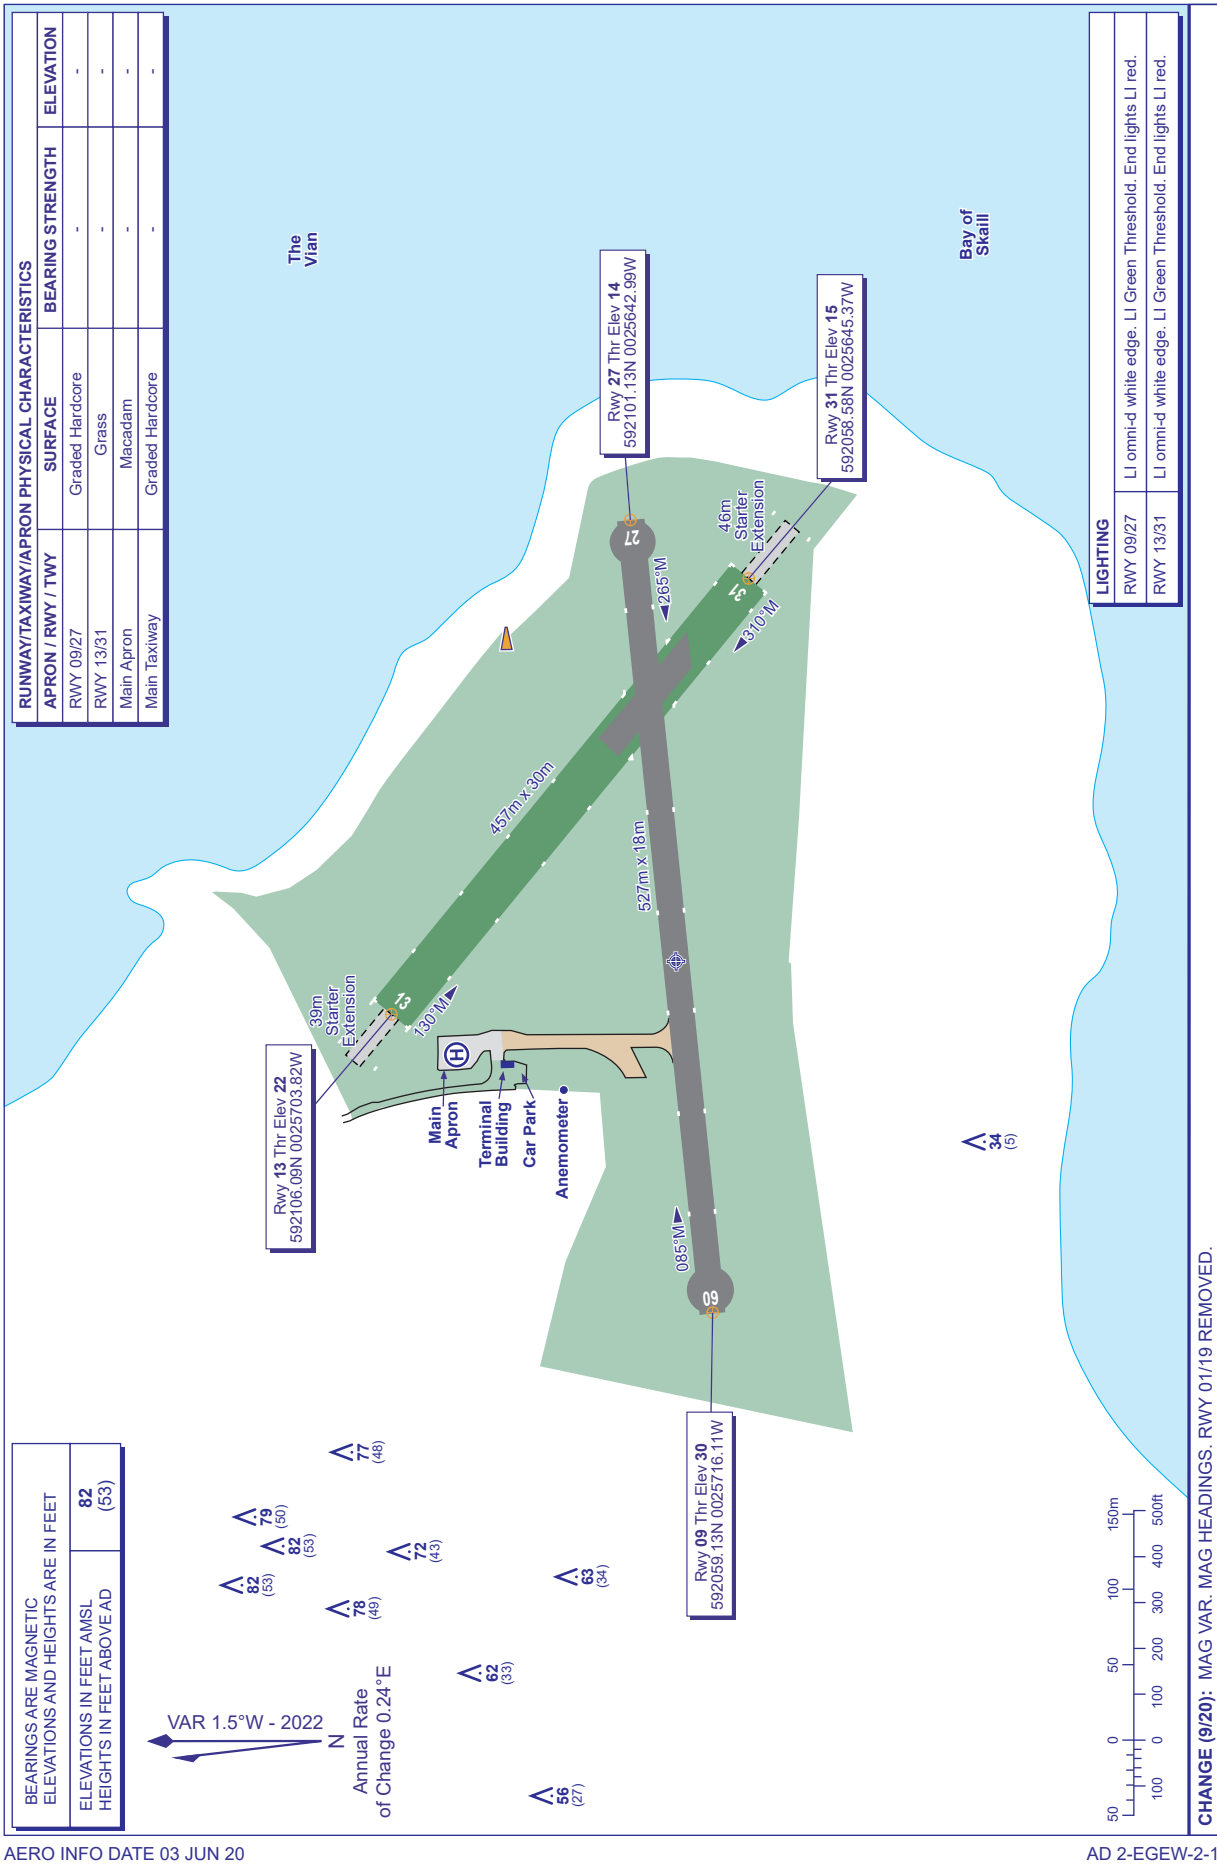 BEARINGS ARE MAGNETIC
ELEVATIONS AND HEIGHTS ARE IN FEET
ELEVATIONS IN FEET AMSL
HEIGHTS IN FEET ABOVE AD
82
(53)
RUNWAY/TAXIWAY/APRON PHYSICAL CHARACTERISTICS
APRON / RWY / TWY SURFACE BEARING STRENGTH ELEVATION
RWY 09/27 Graded Hardcore - -
RWY 13/31 Grass - -
Main Apron Macadam - -
Main Taxiway Graded Hardcore - -
VAR 1.5°W - 2022
N
Annual Rate
of Change 0.24°E
82
(53)
79
(50)
82
(53)
77
(48)
78
(49)
72
(43)
62
(33)
63
(34)
56
(27)
34
(5)
The
Vian
Bay of
Skaill
Rwy 13 Thr Elev 22
592106.09N 0025703.82W
39m
Starter
Extension
13
130°M
457m x 30m
H
Main
Apron
Terminal
Building
Car Park
Anemometer
Rwy 27 Thr Elev 14
592101.13N 0025642.99W
27
265°M
527m x 18m
Rwy 31 Thr Elev 15
592058.58N 0025645.37W
46m
Starter
Extension
31
310°M
085°M
09
Rwy 09 Thr Elev 30
592059.13N 0025716.11W
LIGHTING
RWY 09/27 LI omni-d white edge. LI Green Threshold. End lights LI red.
RWY 13/31 LI omni-d white edge. LI Green Threshold. End lights LI red.
50 0 50 100 150m
100 0 100 200 300 400 500ft
CHANGE (9/20): MAG VAR. MAG HEADINGS. RWY 01/19 REMOVED.
AERO INFO DATE 03 JUN 20
AD 2-EGEW-2-1